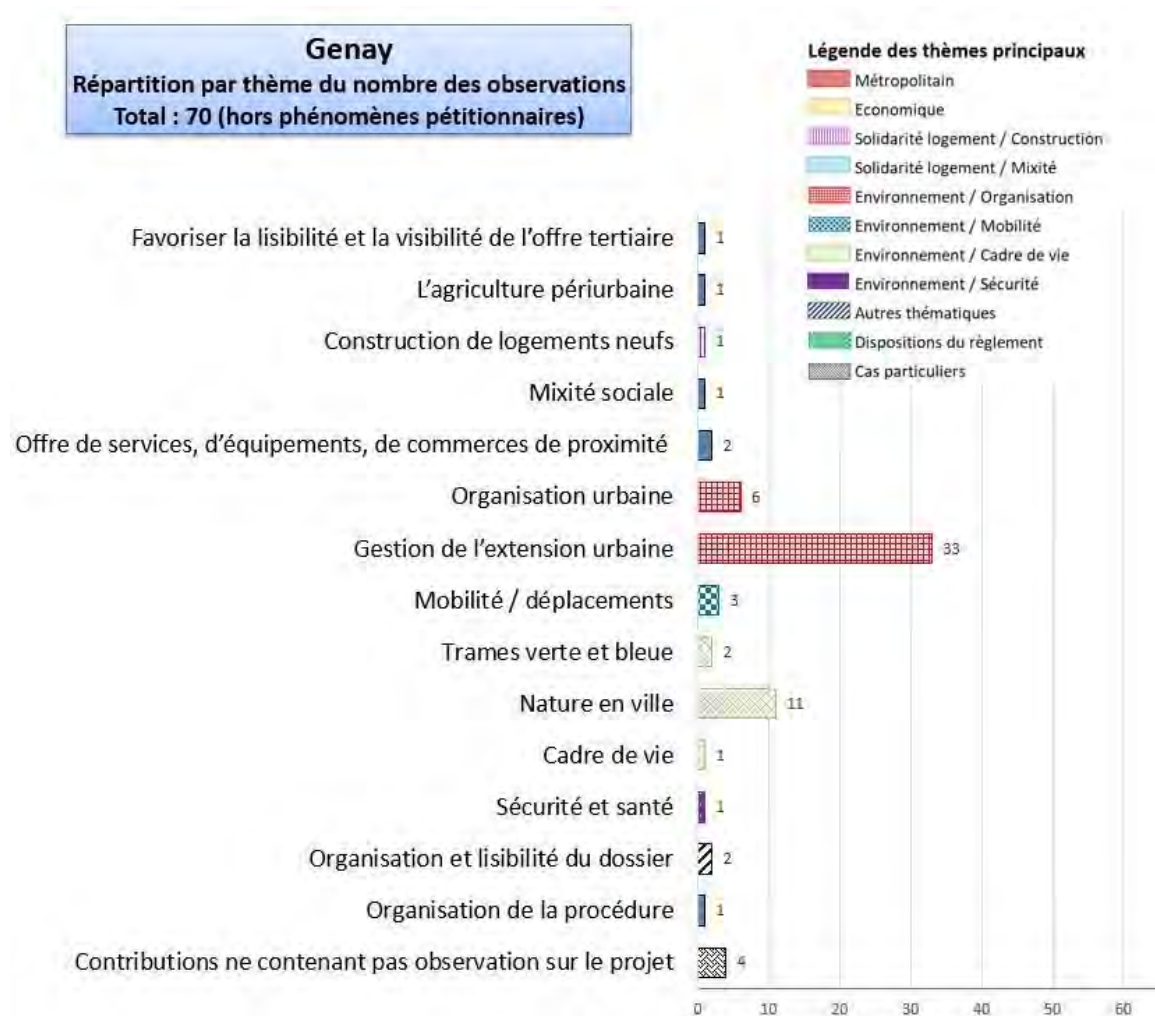 Genay
Répartition par thème du nombre des observations
Total : 70 (hors phénomènes pétitionnaires)
Légende des thèmes principaux
Métropolitain
Economique
Solidarité logement / Construction
Solidarité logement / Mixité
Environnement / Organisation
Environnement / Mobilité
Environnement / Cadre de vie
Environnement / Sécurité
Autres thématiques
Dispositions du règlement
Cas particuliers
Favoriser la lisibilité et la visibilité de l'offre tertiaire 1
L'agriculture périurbaine 1
Construction de logements neufs 1
Mixité sociale 1
Offre de services, d'équipements, de commerces de proximité 2
Organisation urbaine 6
Gestion de l'extension urbaine 33
Mobilité / déplacements 3
Trames verte et bleue 2
Nature en ville 11
Cadre de vie 1
Sécurité et santé 1
Organisation et lisibilité du dossier 2
Organisation de la procédure 1
Contributions ne contenant pas observation sur le projet 4
0 10 20 30 40 50 60